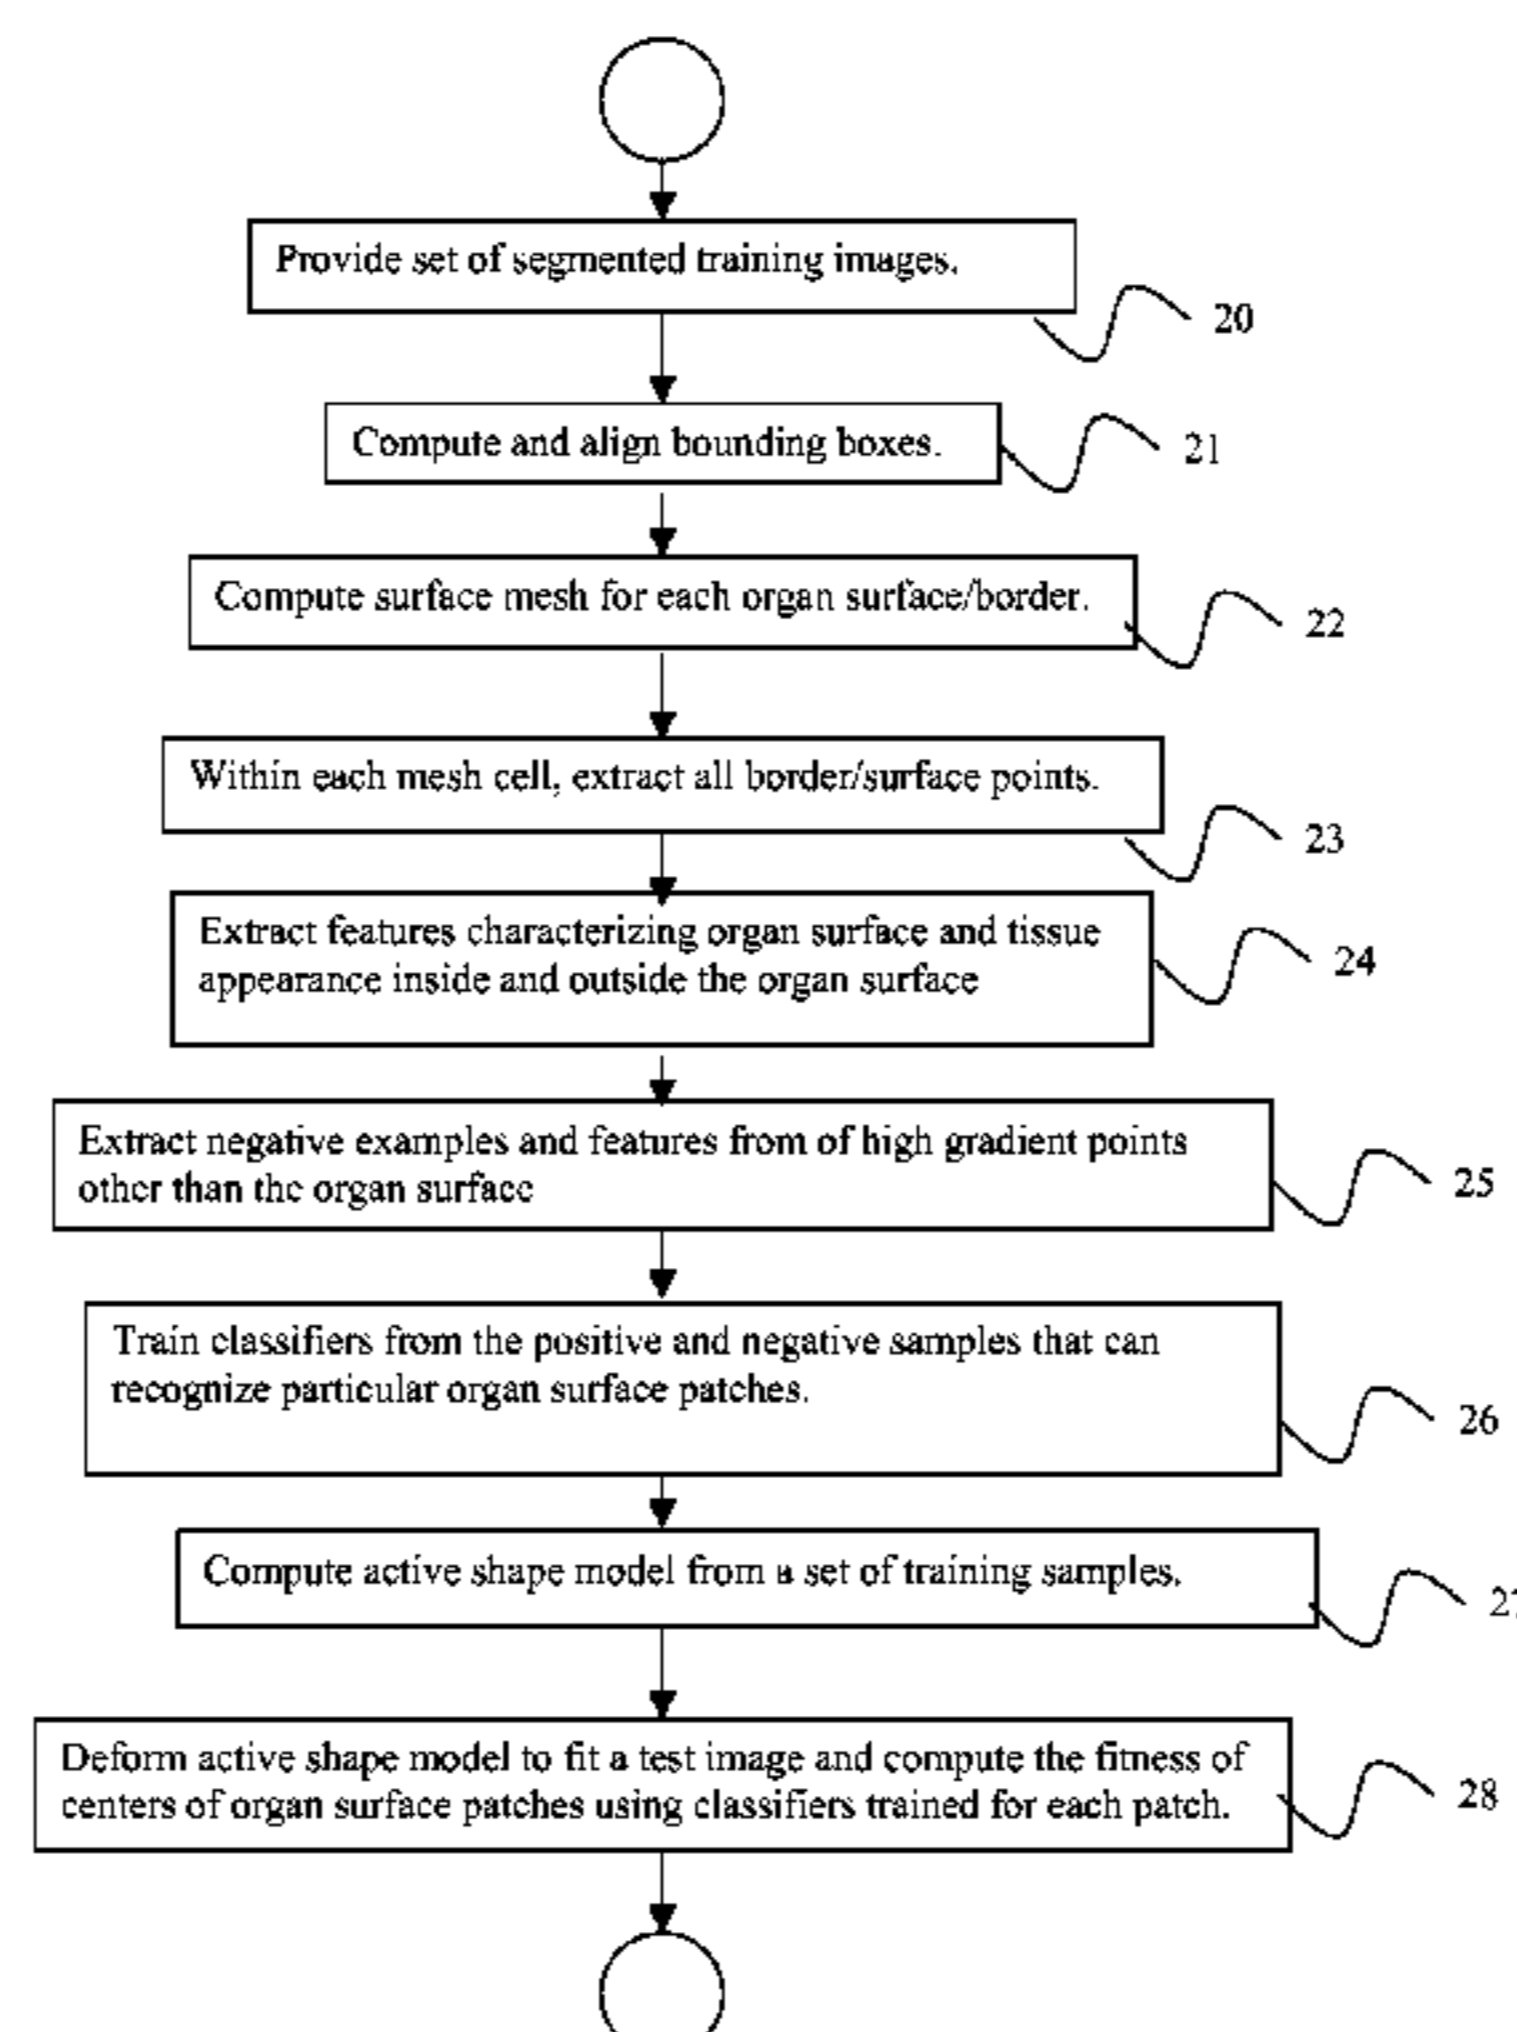 Provide set of segmented training images.
20
Compute and align bounding boxes.
21
Compute surface mesh for each organ surface/border.
22
Within each mesh cell, extract all border/surface points.
23
Extract features characterizing organ surface and tissue
appearance inside and outside the organ surface
24
Extract negative examples and features from of high gradient points
other than the organ surface
25
Train classifiers from the positive and negative samples that can
recognize particular organ surface patches.
26
Compute active shape model from a set of training samples.
27
Deform active shape model to fit a test image and compute the fitness of
centers of organ surface patches using classifiers trained for each patch.
28